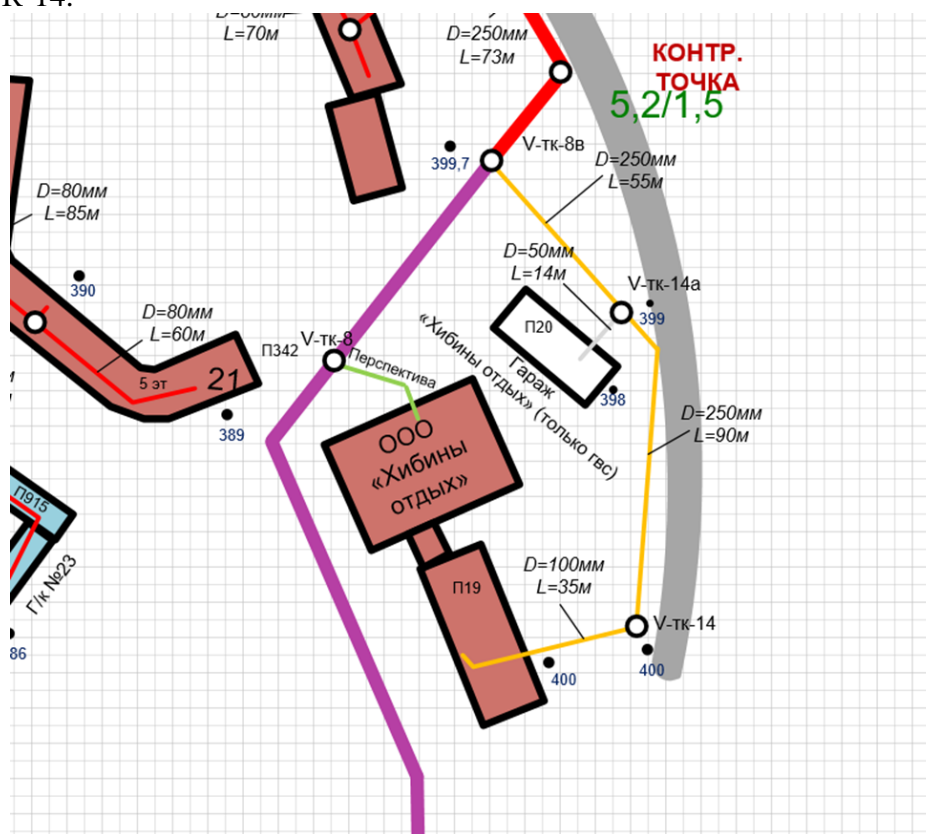 К-14.
D=80мм
L=70м
D=250мм
L=73м
КОНТР.
ТОЧКА
5,2/1,5
V-тк-8в
399,7
D=250мм
L=55м
D=80мм
L=85м
D=50мм
L=14м
V-тк-14а
399
390
D=80мм
L=60м
П20
Гараж
«Хибины
отдых» (только гвс)
398
V-тк-8
П342
Перспектива
5 эт
21
389
D=250мм
L=90м
ООО
«Хибины
отдых»
П915
Г/к №23
D=100мм
L=35м
П19
V-тк-14
400
400
86